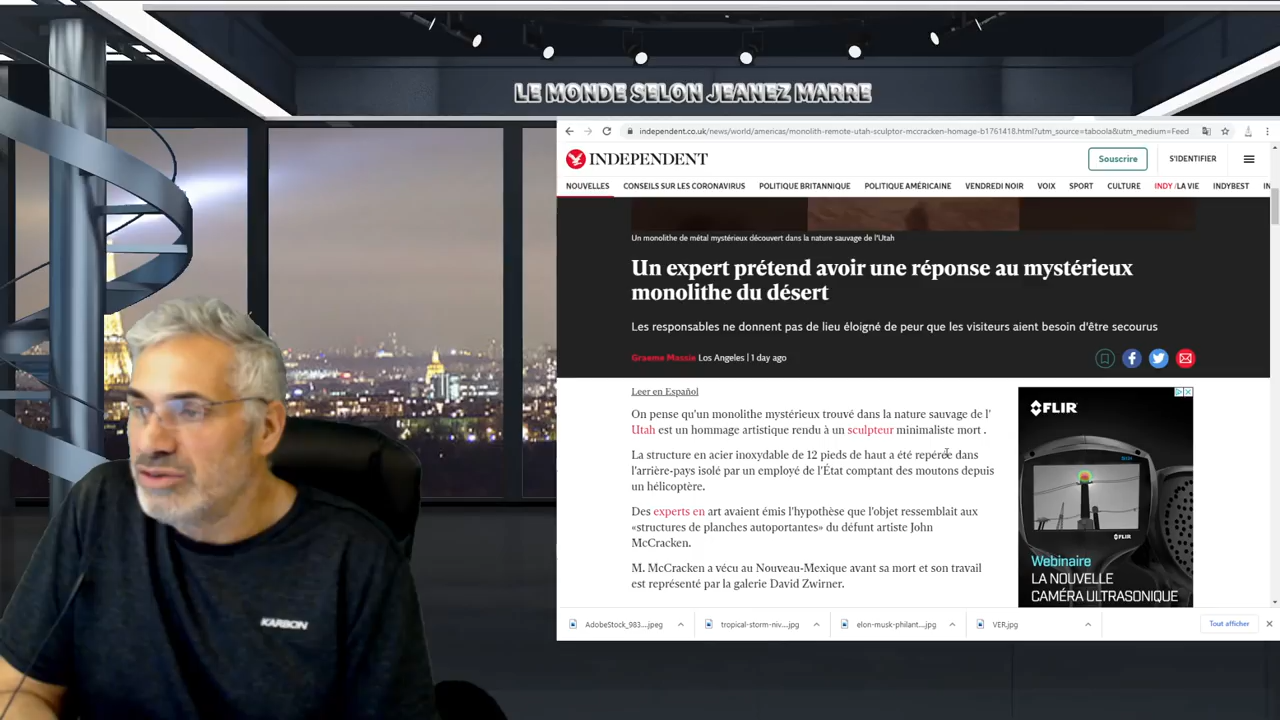 LE MONDE SELON JEANEZ MARRE
independent.co.uk/news/world/americas/monolith-remote-utah-sculptor-mccracken-homage-b1761418.html?utm_source=taboola&utm_medium=Feed
INDEPENDENT
Souscrire
S'IDENTIFIER
NOUVELLES CONSEILS SUR LES CORONAVIRUS POLITIQUE BRITANNIQUE POLITIQUE AMÉRICAINE VENDREDI NOIR VOIX SPORT CULTURE INDY /LA VIE INDYBEST IN
Un monolithe de métal mystérieux découvert dans la nature sauvage de l'Utah
Un expert prétend avoir une réponse au mystérieux
monolithe du désert
Les responsables ne donnent pas de lieu éloigné de peur que les visiteurs aient besoin d'être secourus
Graeme Massie Los Angeles | 1 day ago
Leer en Español
On pense qu'un monolithe mystérieux trouvé dans la nature sauvage de l'
Utah est un hommage artistique rendu à un sculpteur minimaliste mort .
La structure en acier inoxydable de 12 pieds de haut a été repérée dans
l'arrière-pays isolé par un employé de l'État comptant des moutons depuis
un hélicoptère.
Des experts en art avaient émis l'hypothèse que l'objet ressemblait aux
«structures de planches autoportantes» du défunt artiste John
McCracken.
M. McCracken a vécu au Nouveau-Mexique avant sa mort et son travail
est représenté par la galerie David Zwirner.
FLIR
FLIR
Webinaire
LA NOUVELLE
CAMÉRA ULTRASONIQUE
AdobeStock_983....jpeg
tropical-storm-niv....jpg
elon-musk-philant....jpg
VER.jpg
Tout afficher
KARBON